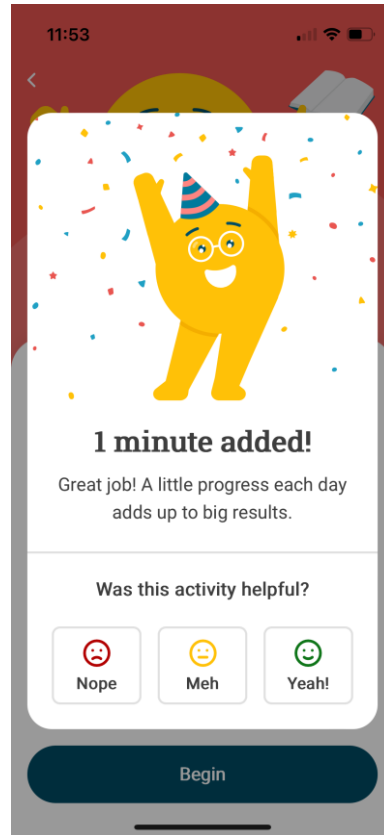 11:53
1 minute added!
Great job! A little progress each day
adds up to big results.
Was this activity helpful?
Nope
Meh
Yeah!
Begin